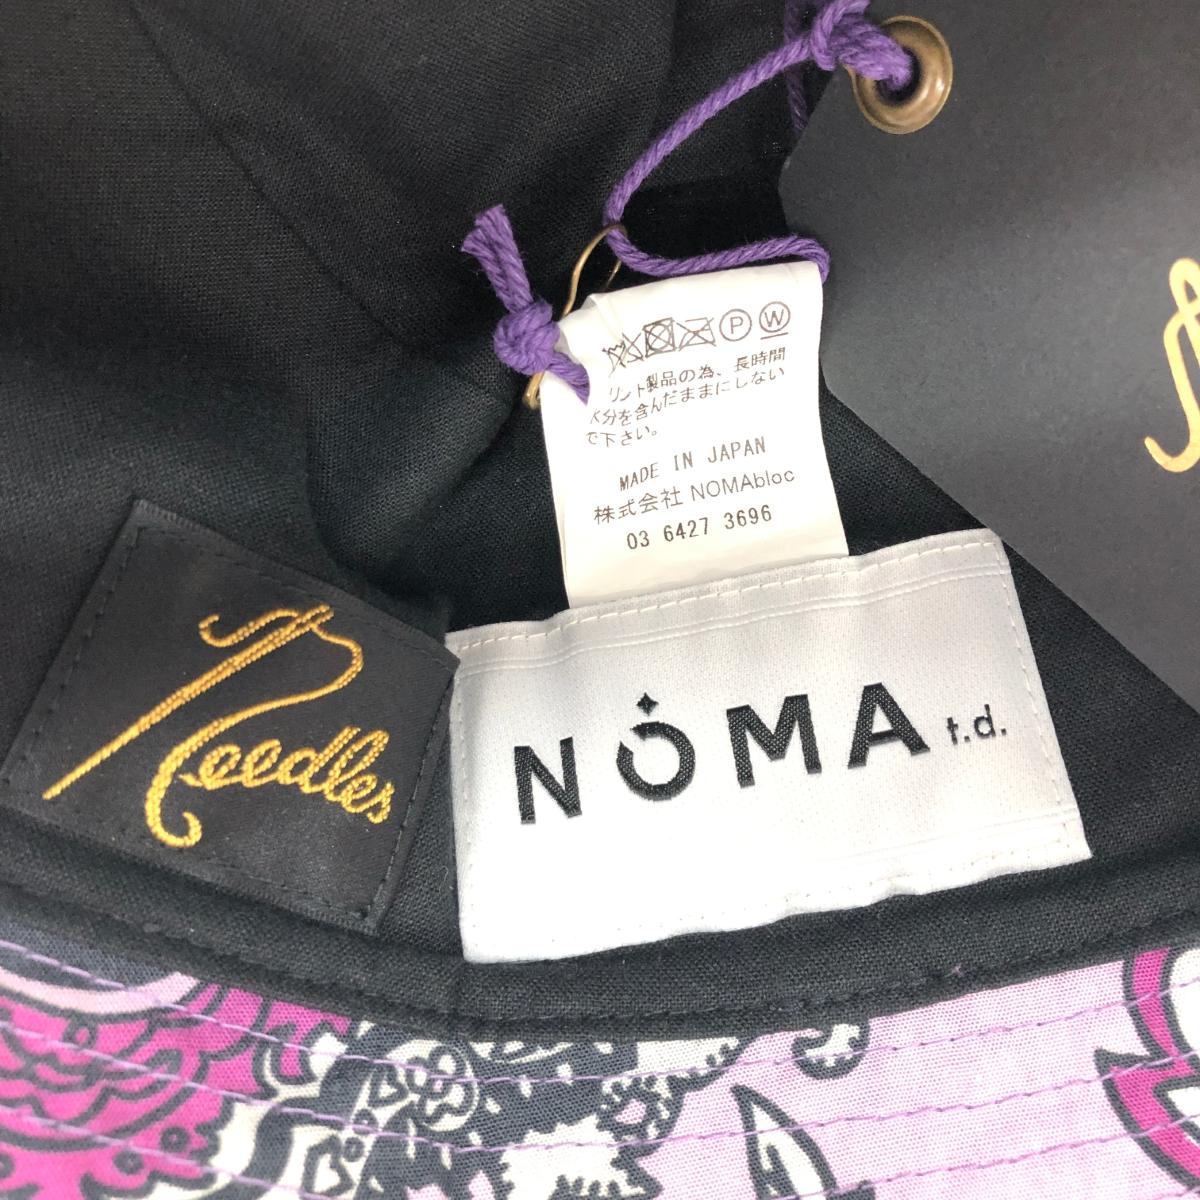 P W
リント製品の為、長時間
水分を含んだままにしない
で下さい。
MADE IN JAPAN
株式会社 NOMAbloc
03 6427 3696
Needles
NOMA t.d.